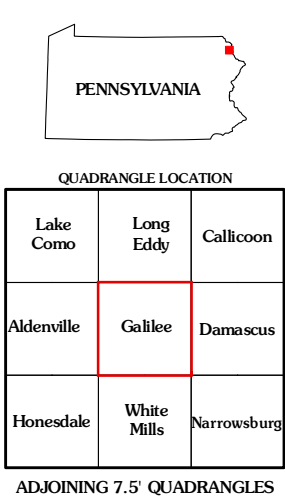 PENNSYLVANIA
QUADRANGLE LOCATION
Lake
Como
Long
Eddy
Callicoon
Aldenville
Galilee
Damascus
Honesdale
White
Mills
Narrowsburg
ADJOINING 7.5' QUADRANGLES